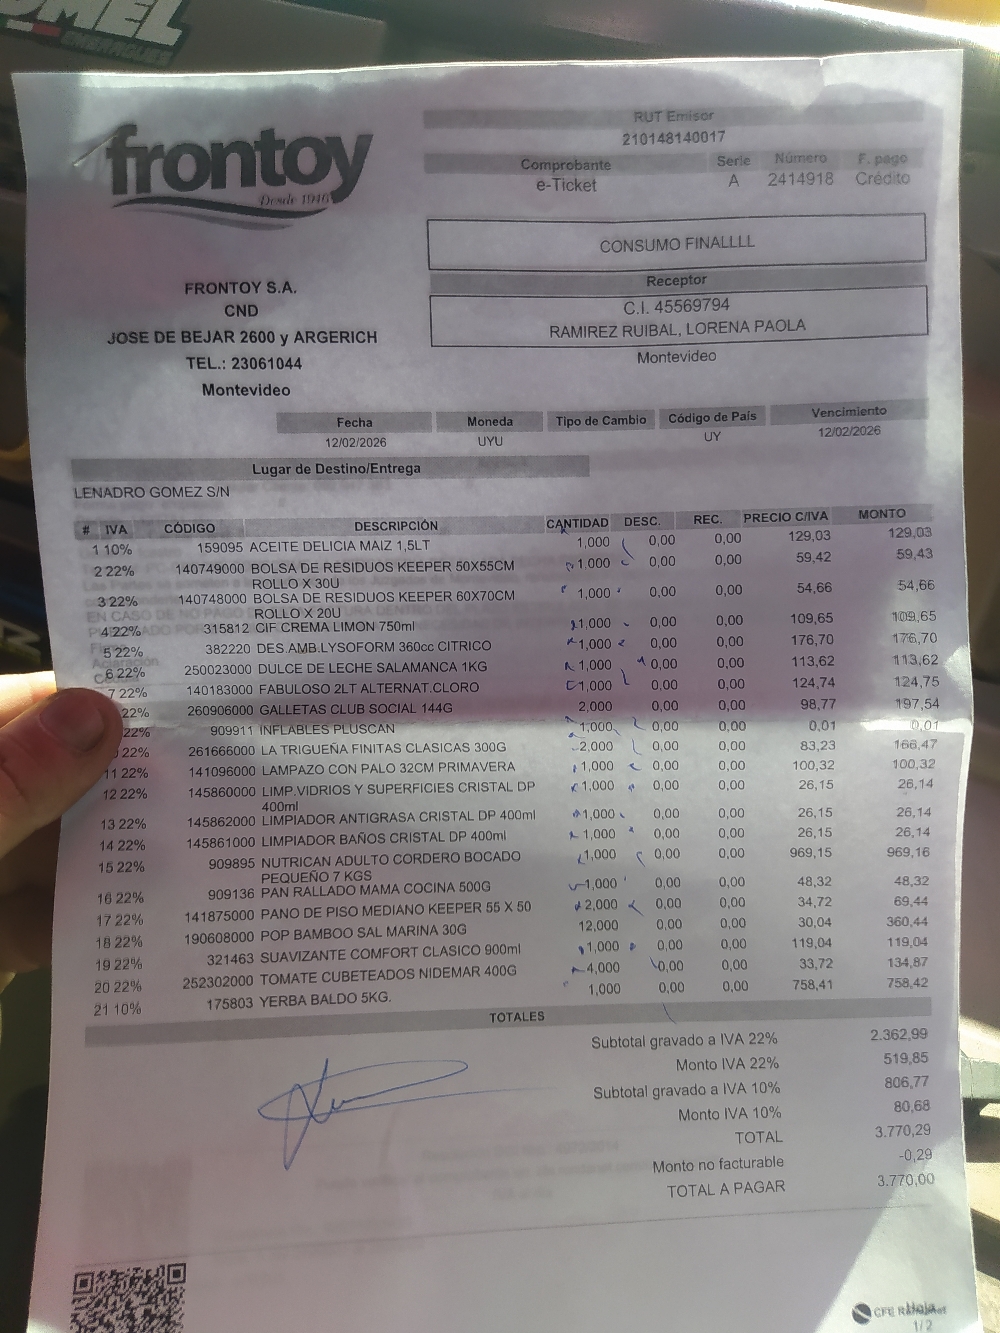 OMEL
frontoy
Desde 1946
FRONTOY S.A.
CND
JOSE DE BEJAR 2600 y ARGERICH
TEL.: 23061044
Montevideo
RUT Emisor
210148140017
Comprobante Serie Número F. pago
e-Ticket A 2414918 Crédito
CONSUMO FINALLLL
Receptor
C.I. 45569794
RAMIREZ RUIBAL, LORENA PAOLA
Montevideo
Fecha Moneda Tipo de Cambio Código de País Vencimiento
12/02/2026 UYU UY 12/02/2026
Lugar de Destino/Entrega
LENADRO GOMEZ S/N
# IVA CÓDIGO DESCRIPCIÓN CANTIDAD DESC. REC. PRECIO C/IVA MONTO
1 10% 159095 ACEITE DELICIA MAIZ 1,5LT 1,000 0,00 0,00 129,03 129,03
2 22% 140749000 BOLSA DE RESIDUOS KEEPER 50X55CM 1,000 0,00 0,00 59,42 59,43
ROLLO X 30U
3 22% 140748000 BOLSA DE RESIDUOS KEEPER 60X70CM 1,000 0,00 0,00 54,66 54,66
ROLLO X 20U
4 22% 315812 CIF CREMA LIMON 750ml 1,000 0,00 0,00 109,65 109,65
5 22% 382220 DES.AMB.LYSOFORM 360cc CITRICO 1,000 0,00 0,00 176,70 176,70
6 22% 250023000 DULCE DE LECHE SALAMANCA 1KG 1,000 0,00 0,00 113,62 113,62
7 22% 140183000 FABULOSO 2LT ALTERNAT.CLORO 1,000 0,00 0,00 124,74 124,75
22% 260906000 GALLETAS CLUB SOCIAL 144G 2,000 0,00 0,00 98,77 197,54
22% 909911 INFLABLES PLUSCAN 1,000 0,00 0,00 0,01 0,01
22% 261666000 LA TRIGUEÑA FINITAS CLASICAS 300G 2,000 0,00 0,00 83,23 166,47
11 22% 141096000 LAMPAZO CON PALO 32CM PRIMAVERA 1,000 0,00 0,00 100,32 100,32
12 22% 145860000 LIMP.VIDRIOS Y SUPERFICIES CRISTAL DP 1,000 0,00 0,00 26,15 26,14
400ml
13 22% 145862000 LIMPIADOR ANTIGRASA CRISTAL DP 400ml 1,000 0,00 0,00 26,15 26,14
14 22% 145861000 LIMPIADOR BAÑOS CRISTAL DP 400ml 1,000 0,00 0,00 26,15 26,14
15 22% 909895 NUTRICAN ADULTO CORDERO BOCADO 1,000 0,00 0,00 969,15 969,16
PEQUEÑO 7 KGS
16 22% 909136 PAN RALLADO MAMA COCINA 500G 1,000 0,00 0,00 48,32 48,32
17 22% 141875000 PANO DE PISO MEDIANO KEEPER 55 X 50 2,000 0,00 0,00 34,72 69,44
18 22% 190608000 POP BAMBOO SAL MARINA 30G 12,000 0,00 0,00 30,04 360,44
19 22% 321463 SUAVIZANTE COMFORT CLASICO 900ml 1,000 0,00 0,00 119,04 119,04
20 22% 252302000 TOMATE CUBETEADOS NIDEMAR 400G 4,000 0,00 0,00 33,72 134,87
21 10% 175803 YERBA BALDO 5KG. 1,000 0,00 0,00 758,41 758,42
TOTALES
Subtotal gravado a IVA 22% 2.362,99
Monto IVA 22% 519,85
Subtotal gravado a IVA 10% 806,77
Monto IVA 10% 80,68
TOTAL 3.770,29
Monto no facturable -0,29
TOTAL A PAGAR 3.770,00
CFE
Hoja
1/2